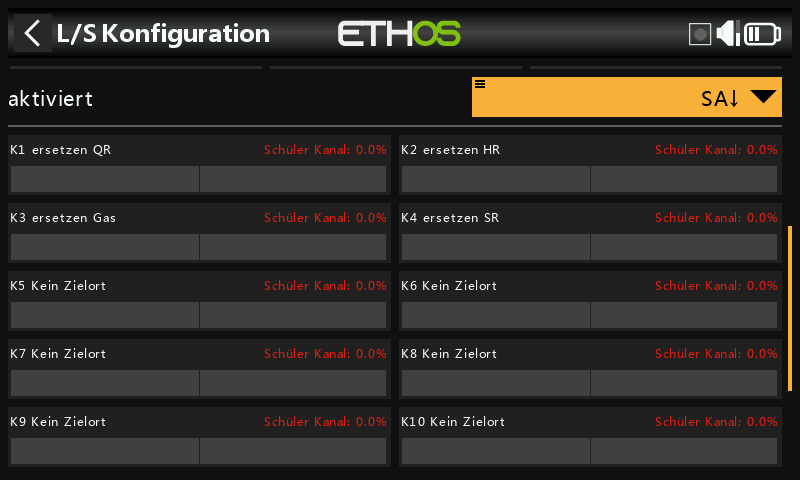 L/S Konfiguration
ETHOS
aktiviert
SA↓
K1 ersetzen QR Schüler Kanal: 0.0%
K2 ersetzen HR Schüler Kanal: 0.0%
K3 ersetzen Gas Schüler Kanal: 0.0%
K4 ersetzen SR Schüler Kanal: 0.0%
K5 Kein Zielort Schüler Kanal: 0.0%
K6 Kein Zielort Schüler Kanal: 0.0%
K7 Kein Zielort Schüler Kanal: 0.0%
K8 Kein Zielort Schüler Kanal: 0.0%
K9 Kein Zielort Schüler Kanal: 0.0%
K10 Kein Zielort Schüler Kanal: 0.0%